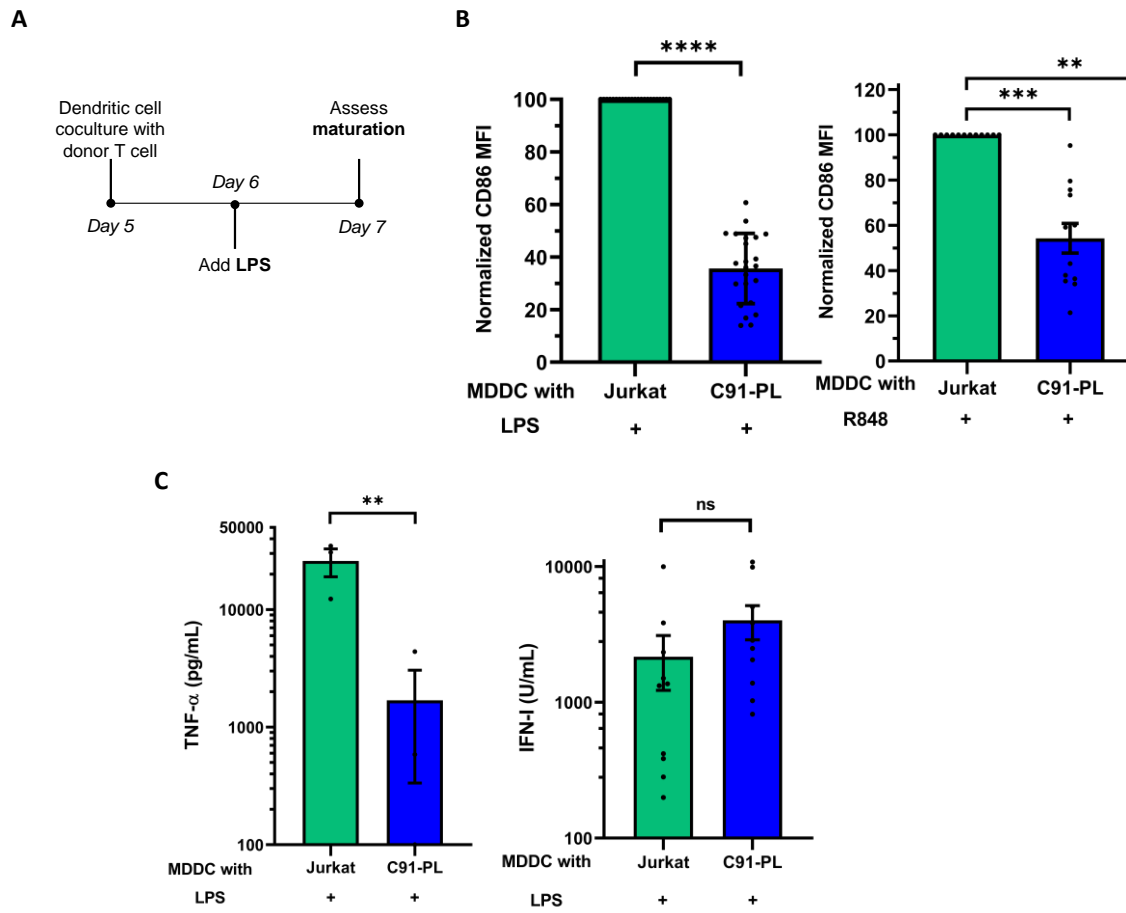 A
Dendritic cell
coculture with
donor T cell
Day 5
Day 6
Add LPS
Assess
maturation
Day 7
B
Normalized CD86 MFI
****
100
80
60
40
20
0
MDDC with
Jurkat
C91-PL
LPS
+
+
Normalized CD86 MFI
**
***
120
100
80
60
40
20
0
MDDC with
Jurkat
C91-PL
R848
+
+
C
TNF-α (pg/mL)
**
50000
10000
1000
100
MDDC with
Jurkat
C91-PL
LPS
+
+
IFN-I (U/mL)
ns
10000
1000
100
MDDC with
Jurkat
C91-PL
LPS
+
+